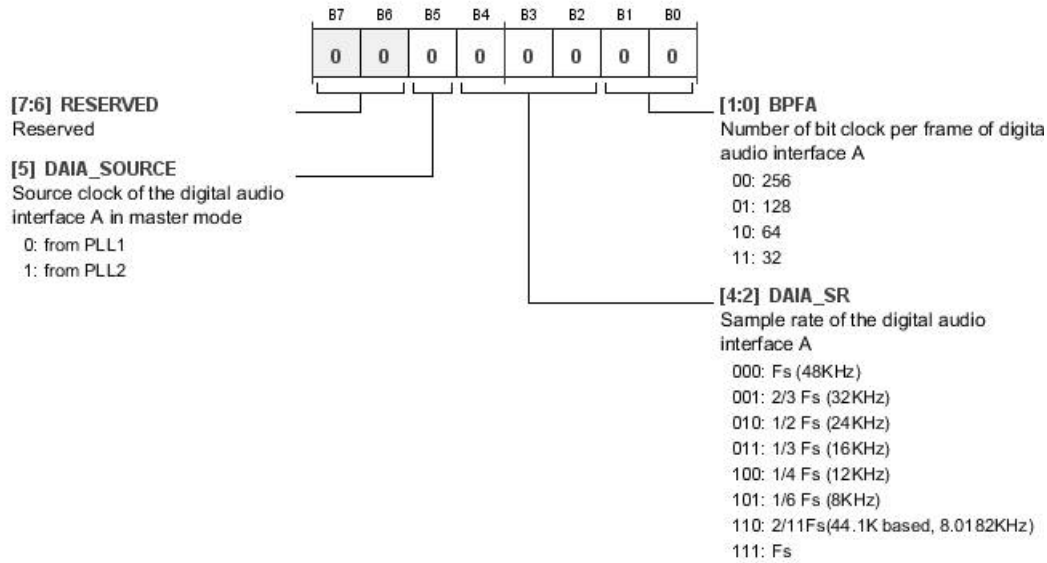 B7 B6 B5 B4 B3 B2 B1 B0
0 0 0 0 0 0 0 0
[7:6] RESERVED
Reserved
[5] DAIA_SOURCE
Source clock of the digital audio
interface A in master mode
0: from PLL1
1: from PLL2
[1:0] BPFA
Number of bit clock per frame of digita
audio interface A
00: 256
01: 128
10: 64
11: 32
[4:2] DAIA_SR
Sample rate of the digital audio
interface A
000: Fs (48KHz)
001: 2/3 Fs (32KHz)
010: 1/2 Fs (24KHz)
011: 1/3 Fs (16KHz)
100: 1/4 Fs (12KHz)
101: 1/6 Fs (8KHz)
110: 2/11Fs(44.1K based, 8.0182KHz)
111: Fs